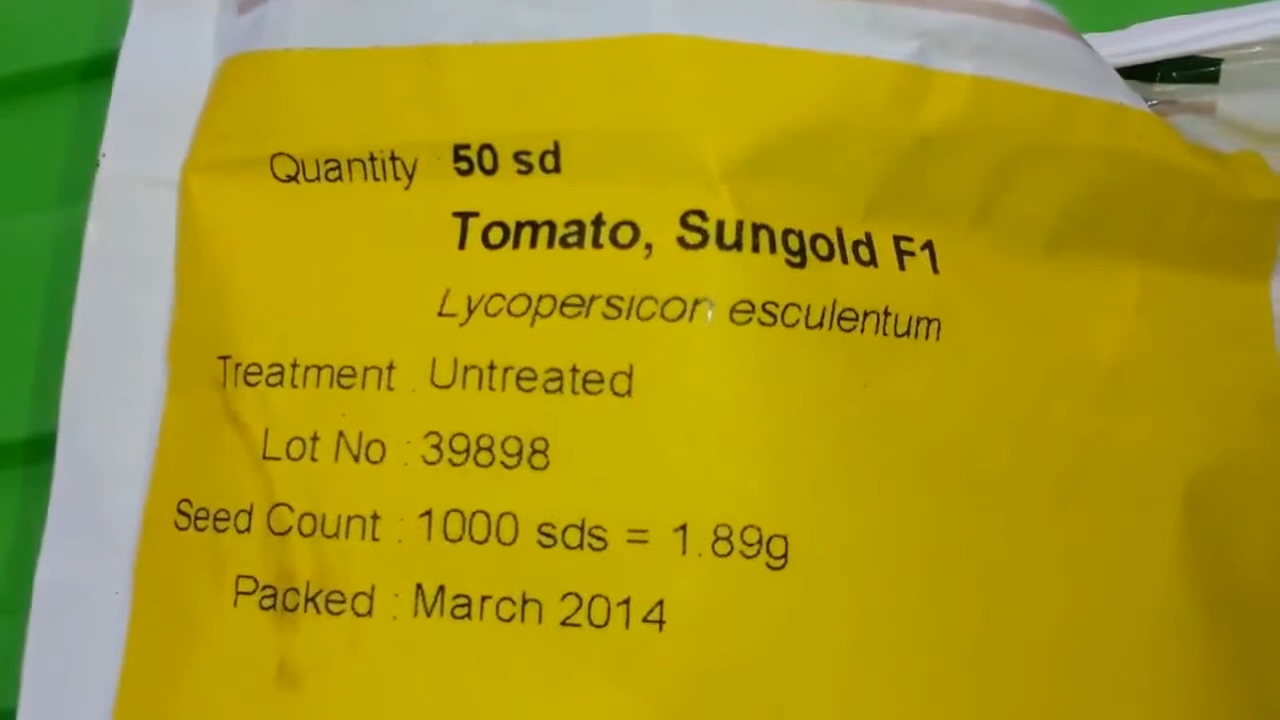 Quantity 50 sd
Tomato, Sungold F1
Lycopersicon esculentum
Treatment . Untreated
Lot No : 39898
Seed Count : 1000 sds = 1.89g
Packed : March 2014